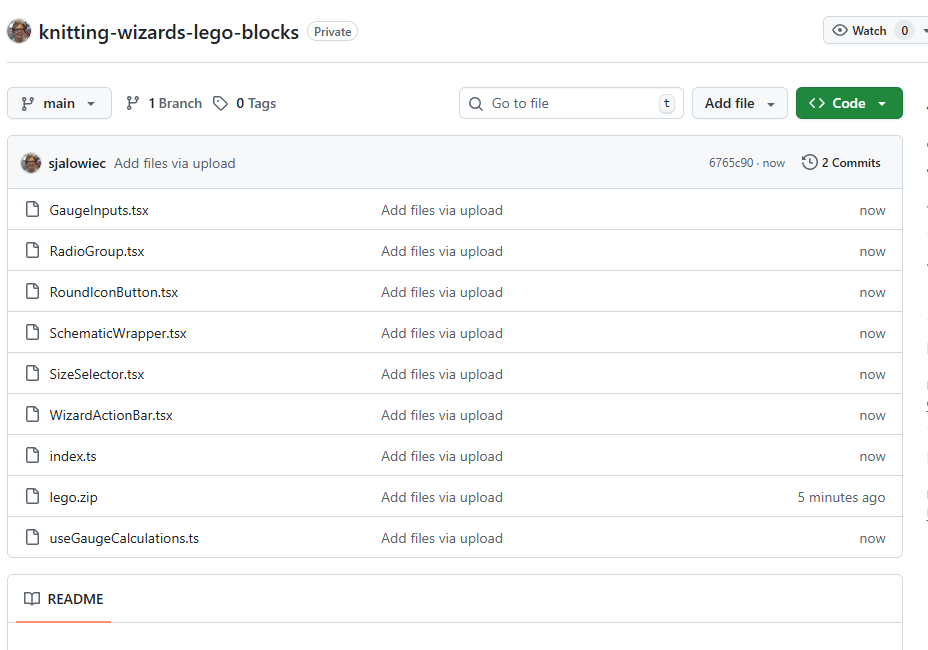 knitting-wizards-lego-blocks Private Watch 0
main 1 Branch 0 Tags Go to file t Add file Code
sjalowiec Add files via upload 6765c90 · now 2 Commits
GaugeInputs.tsx Add files via upload now
RadioGroup.tsx Add files via upload now
RoundIconButton.tsx Add files via upload now
SchematicWrapper.tsx Add files via upload now
SizeSelector.tsx Add files via upload now
WizardActionBar.tsx Add files via upload now
index.ts Add files via upload now
lego.zip Add files via upload 5 minutes ago
useGaugeCalculations.ts Add files via upload now
README